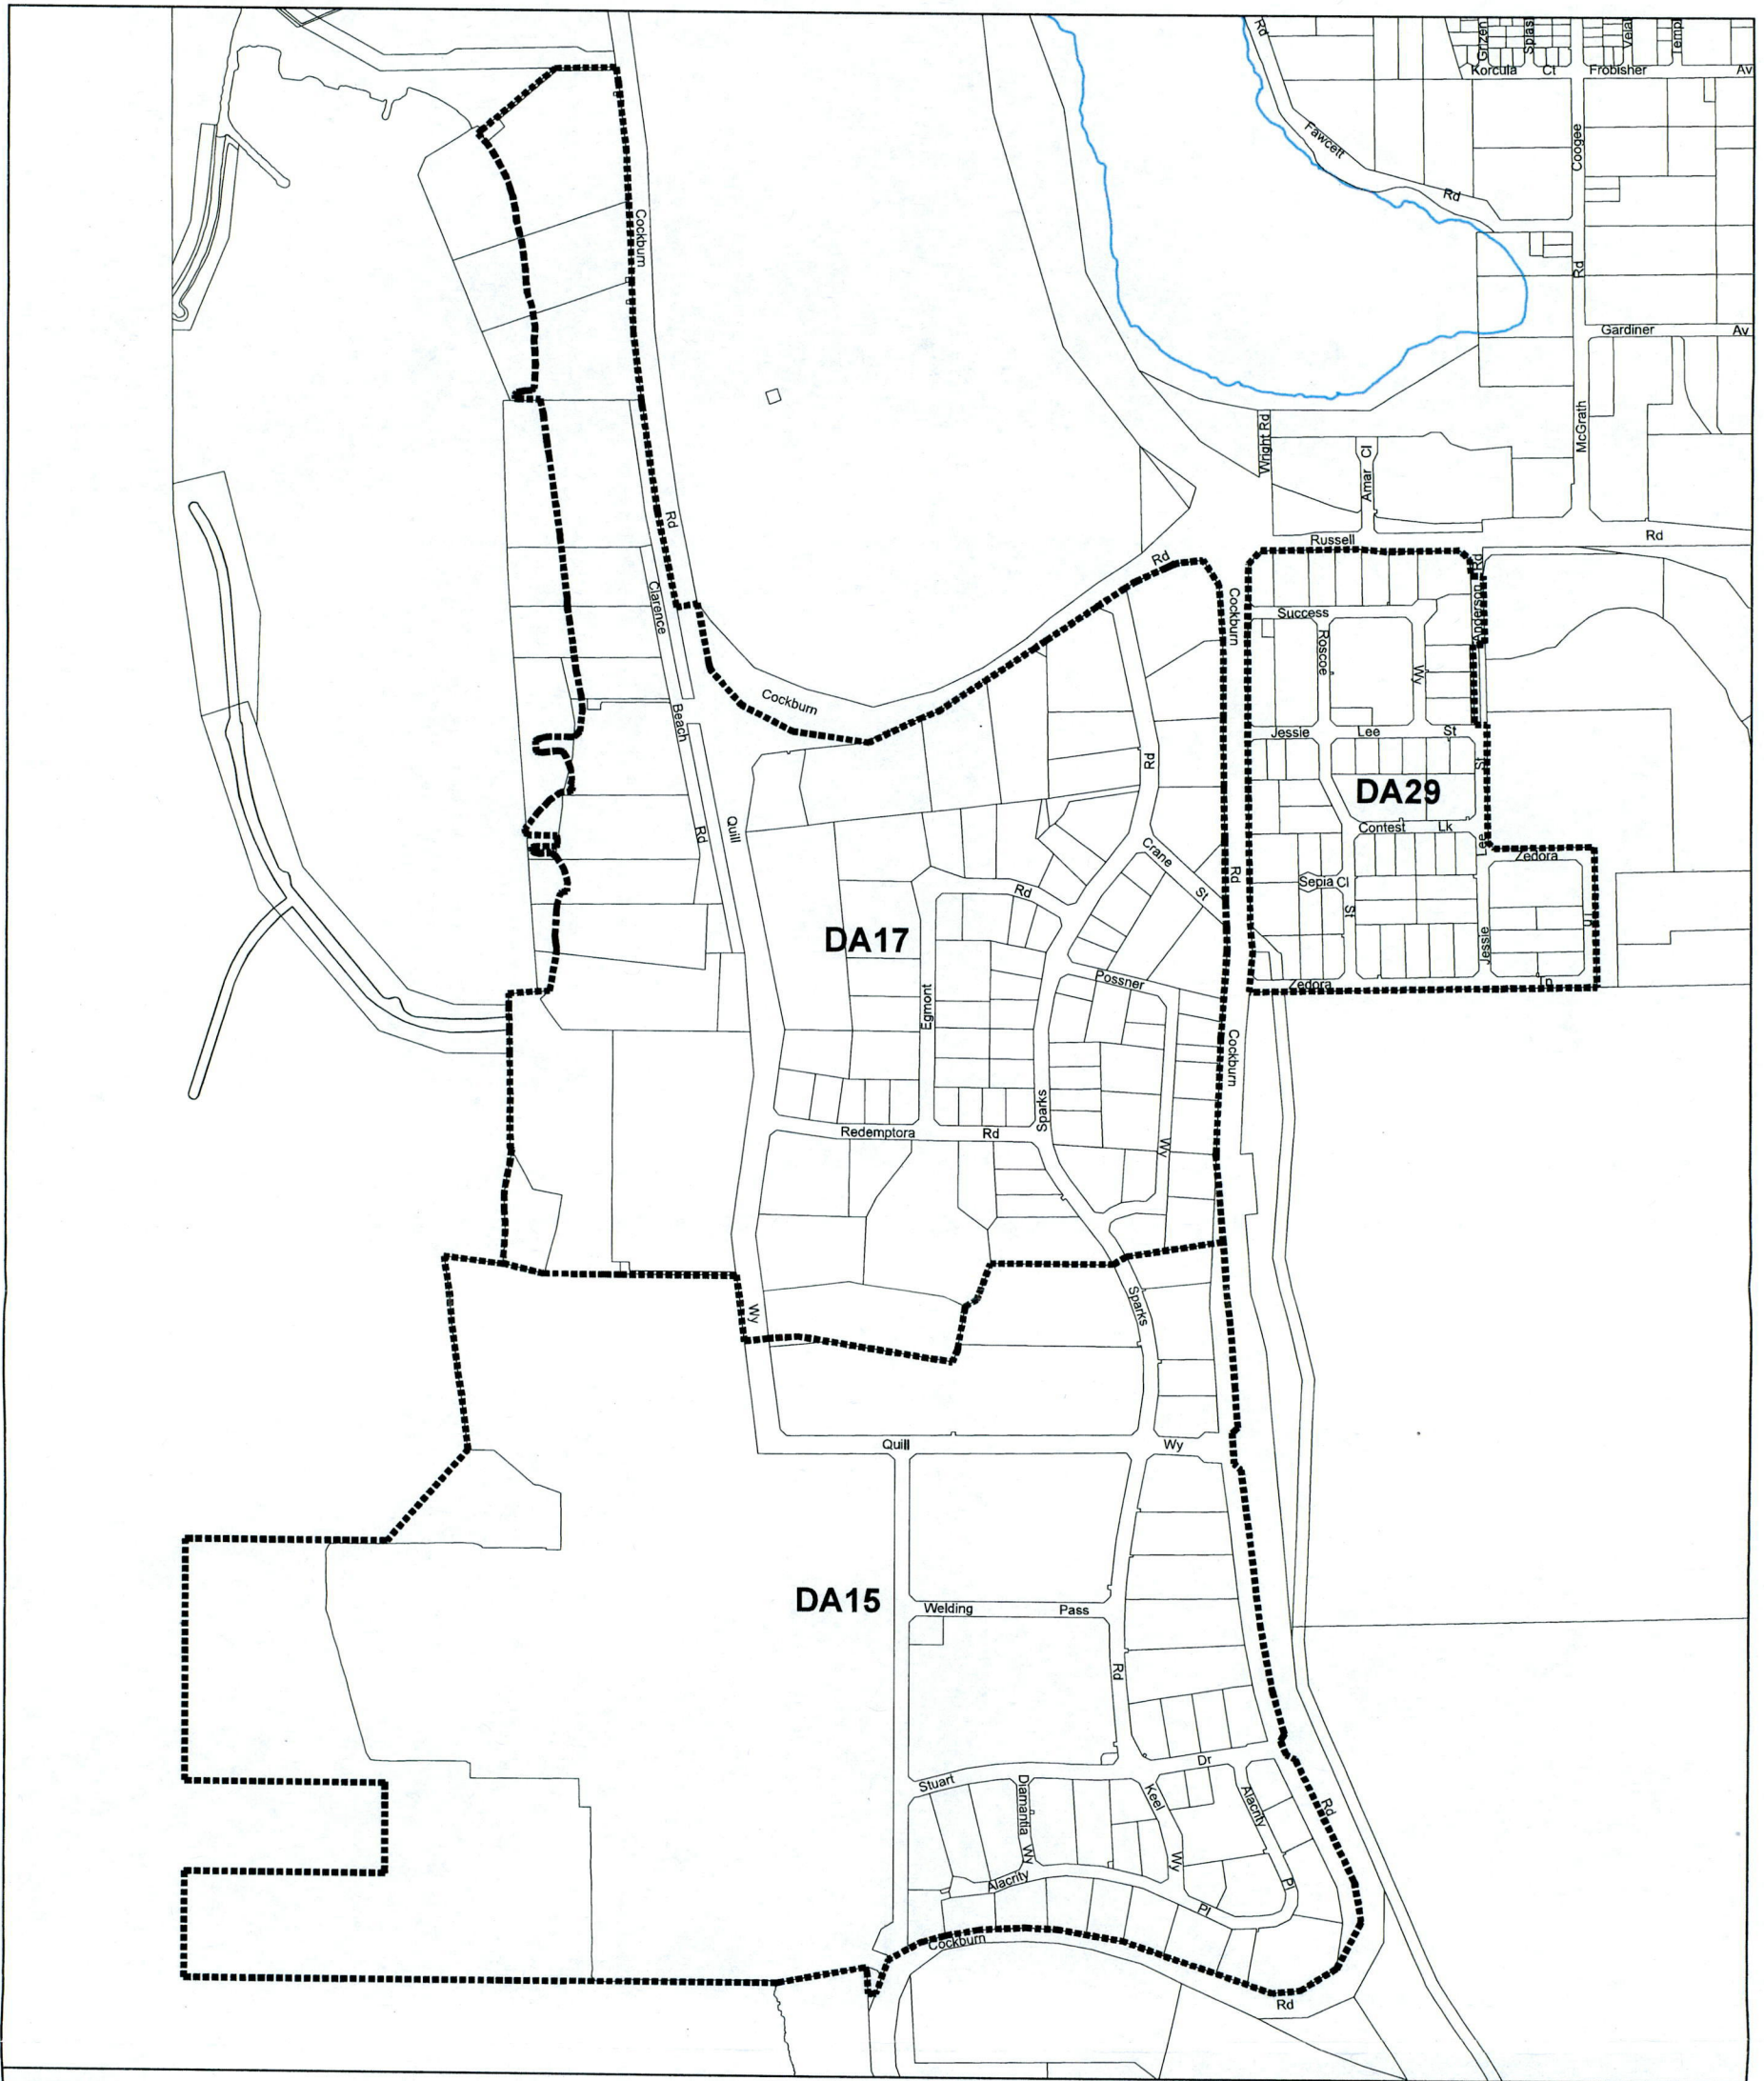 Rd
Grizen
Splas
Vela
Templ
Korcula Ct
Frobisher Av
Fawcett
Rd
Coogee
Rd
Cockburn
Gardiner Av
McGrath
Wright Rd
Amar Cl
Rd
Russell
Rd
Rd
Clarence
Cockburn
Anderson Rd
Success
Roscoe
Wy
Cockburn
Beach
Jessie Lee St
Rd
St
DA29
Quill
Rd
Contest Lk
Lee
Crane
St
Zedora
Rd
Sepia Cl
Rd
St
DA17
Jessie
Possner
Zedora Tn
Egmont
Cockburn
Sparks
Redemptora Rd
Wy
Sparks
Wy
Quill Wy
DA15
Welding Pass
Rd
Dr
Stuart
Diamantia
Wy
Keel
Wy
Alacrity
Pl
Rd
Alacrity
Pl
Cockburn
Rd